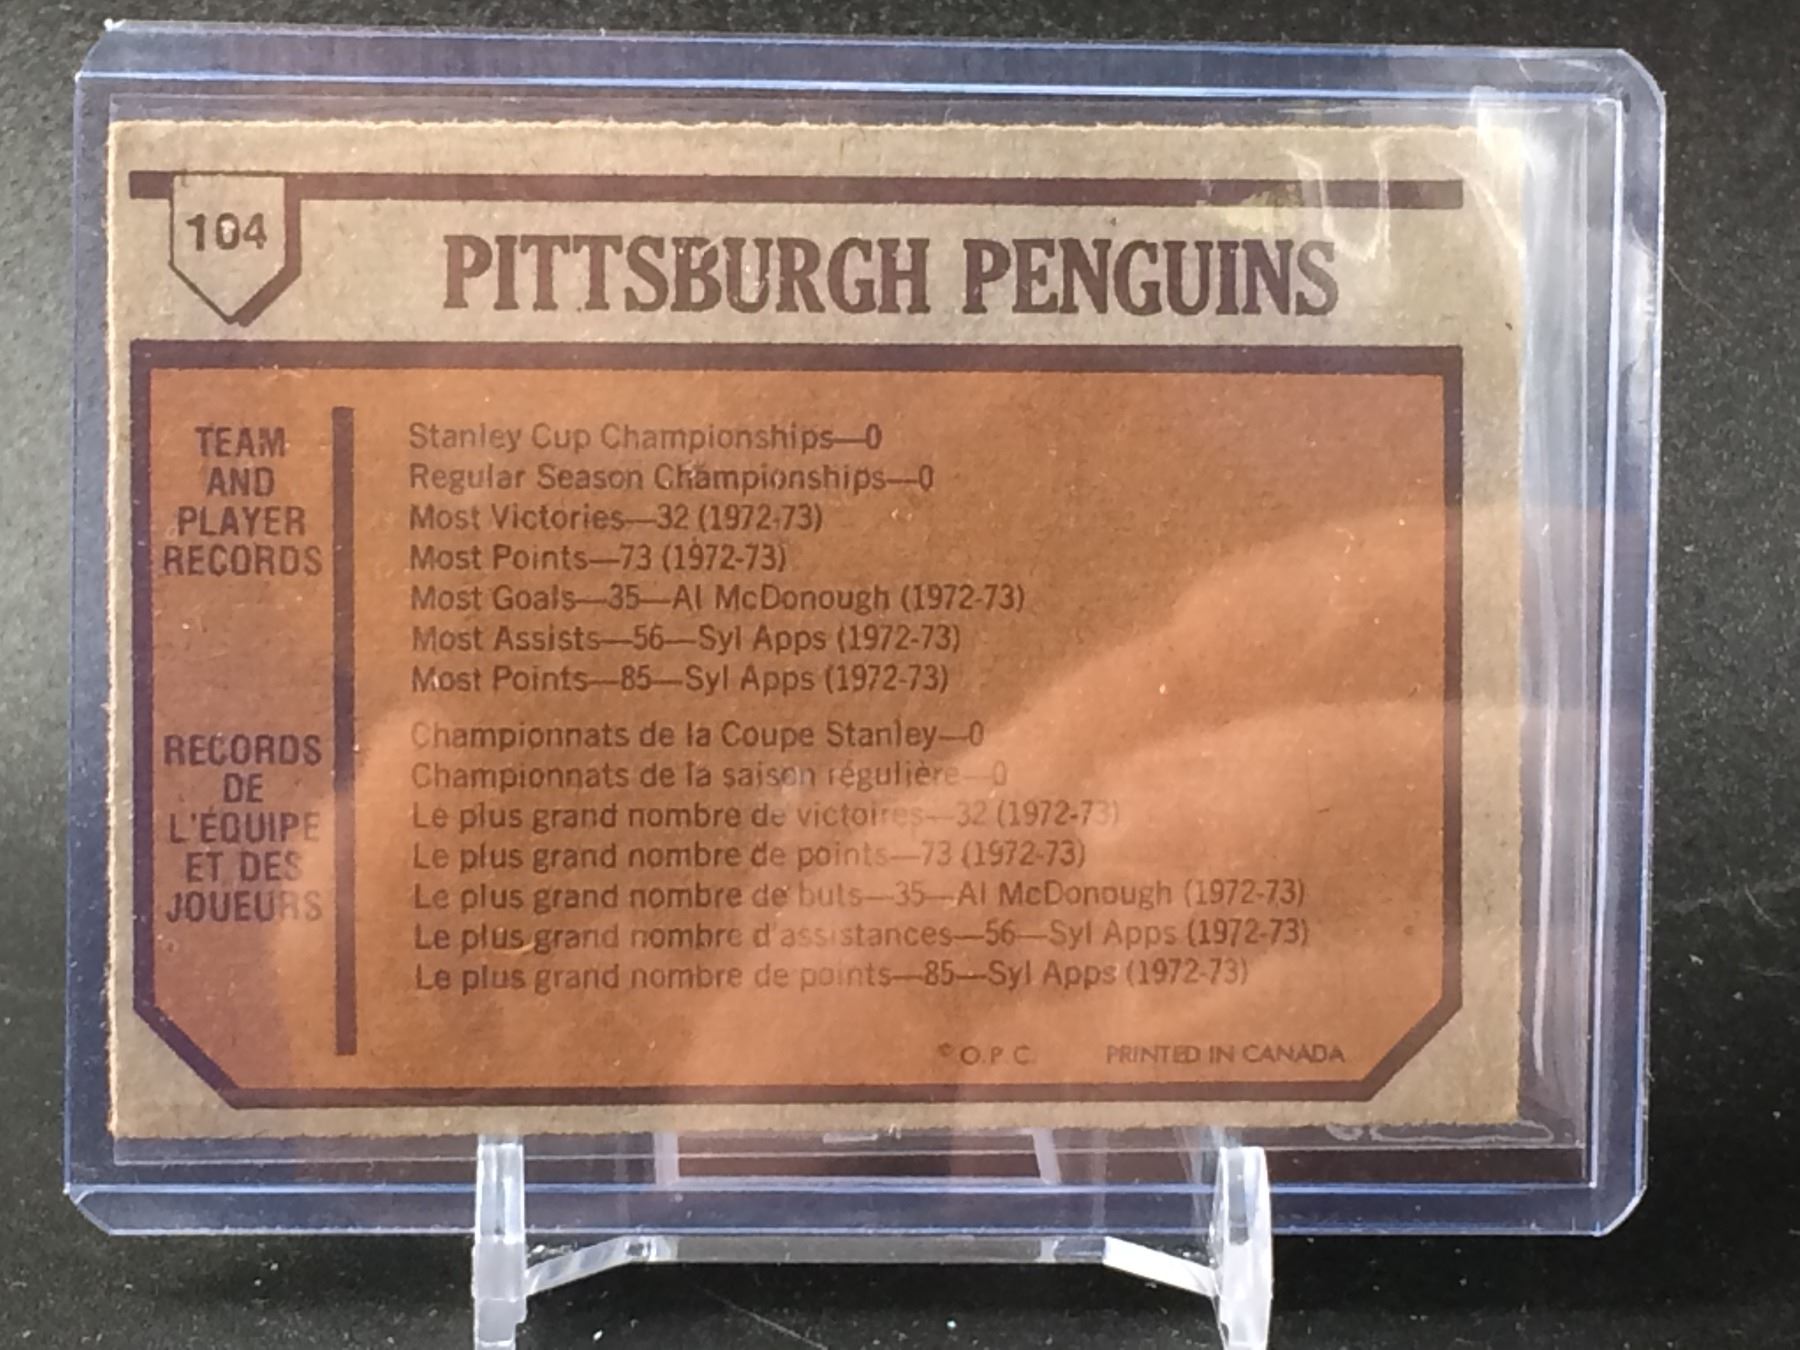 104
PITTSBURGH PENGUINS
TEAM
AND
PLAYER
RECORDS
Stanley Cup Championships—0
Regular Season Championships—0
Most Victories—32 (1972-73)
Most Points—73 (1972-73)
Most Goals—35—Al McDonough (1972-73)
Most Assists—56—Syl Apps (1972-73)
Most Points—85—Syl Apps (1972-73)
RECORDS
DE
L'ÉQUIPE
ET DES
JOUEURS
Championnats de la Coupe Stanley—0
Championnats de la saison régulière—0
Le plus grand nombre de victoires—32 (1972-73)
Le plus grand nombre de points—73 (1972-73)
Le plus grand nombre de buts—35—Al McDonough (1972-73)
Le plus grand nombre d'assistances—56—Syl Apps (1972-73)
Le plus grand nombre de points—85—Syl Apps (1972-73)
© O.P.C. PRINTED IN CANADA